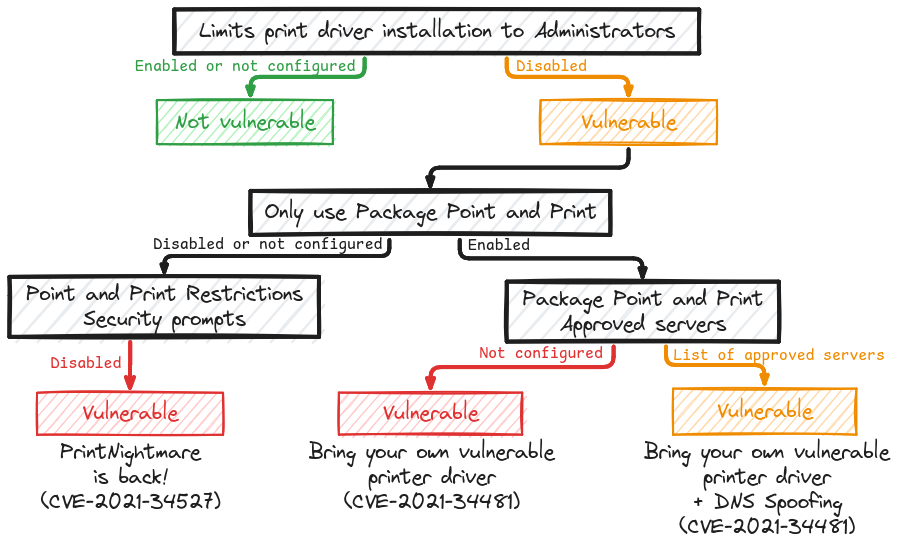 Limits print driver installation to Administrators
Enabled or not configured
Disabled
Not vulnerable
Vulnerable
Only use Package Point and Print
Disabled or not configured
Enabled
Point and Print Restrictions
Security prompts
Package Point and Print
Approved servers
Disabled
Not configured
List of approved servers
Vulnerable
PrintNightmare
is back!
(CVE-2021-34527)
Vulnerable
Bring your own vulnerable
printer driver
(CVE-2021-34481)
Vulnerable
Bring your own vulnerable
printer driver
+ DNS Spoofing
(CVE-2021-34481)